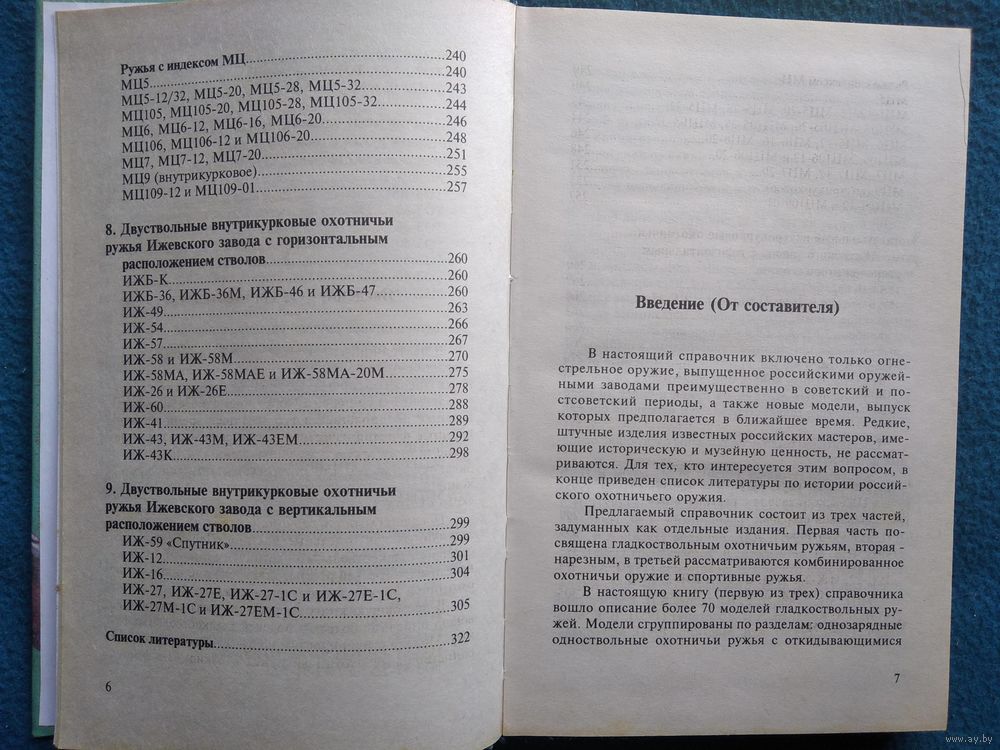 Ружья с индексом МЦ....240
МЦ5....240
МЦ5-12/32, МЦ5-20, МЦ5-28, МЦ5-32....243
МЦ105, МЦ105-20, МЦ105-28, МЦ105-32....244
МЦ6, МЦ6-12, МЦ6-16, МЦ6-20....246
МЦ106, МЦ106-12 и МЦ106-20....248
МЦ7, МЦ7-12, МЦ7-20....251
МЦ9 (внутрикурковое)....255
МЦ109-12 и МЦ109-01....257
8. Двуствольные внутрикурковые охотничьи
ружья Ижевского завода с горизонтальным
расположением стволов....260
ИЖБ-К....260
ИЖБ-36, ИЖБ-36М, ИЖБ-46 и ИЖБ-47....260
ИЖ-49....263
ИЖ-54....266
ИЖ-57....267
ИЖ-58 и ИЖ-58М....270
ИЖ-58МА, ИЖ-58МАЕ и ИЖ-58МА-20М....275
ИЖ-26 и ИЖ-26Е....278
ИЖ-60....288
ИЖ-41....289
ИЖ-43, ИЖ-43М, ИЖ-43ЕМ....292
ИЖ-43К....298
9. Двуствольные внутрикурковые охотничьи
ружья Ижевского завода с вертикальным
расположением стволов....299
ИЖ-59 «Спутник»....299
ИЖ-12....301
ИЖ-16....304
ИЖ-27, ИЖ-27Е, ИЖ-27-1С и ИЖ-27Е-1С,
ИЖ-27М-1С и ИЖ-27ЕМ-1С....305
Список литературы....322
6
Введение (От составителя)
В настоящий справочник включено только огне-
стрельное оружие, выпущенное российскими оружей-
ными заводами преимущественно в советский и по-
стсоветский периоды, а также новые модели, выпуск
которых предполагается в ближайшее время. Редкие,
штучные изделия известных российских мастеров, име-
ющие историческую и музейную ценность, не рассмат-
риваются. Для тех, кто интересуется этим вопросом, в
конце приведен список литературы по истории россий-
ского охотничьего оружия.
Предлагаемый справочник состоит из трех частей,
задуманных как отдельные издания. Первая часть по-
священа гладкоствольным охотничьим ружьям, вторая -
нарезным, в третьей рассматриваются комбинированное
охотничьи оружие и спортивные ружья.
В настоящую книгу (первую из трех) справочника
вошло описание более 70 моделей гладкоствольных ру-
жей. Модели сгруппированы по разделам: однозарядные
одноствольные охотничьи ружья с откидывающимися
7
www.ay.by